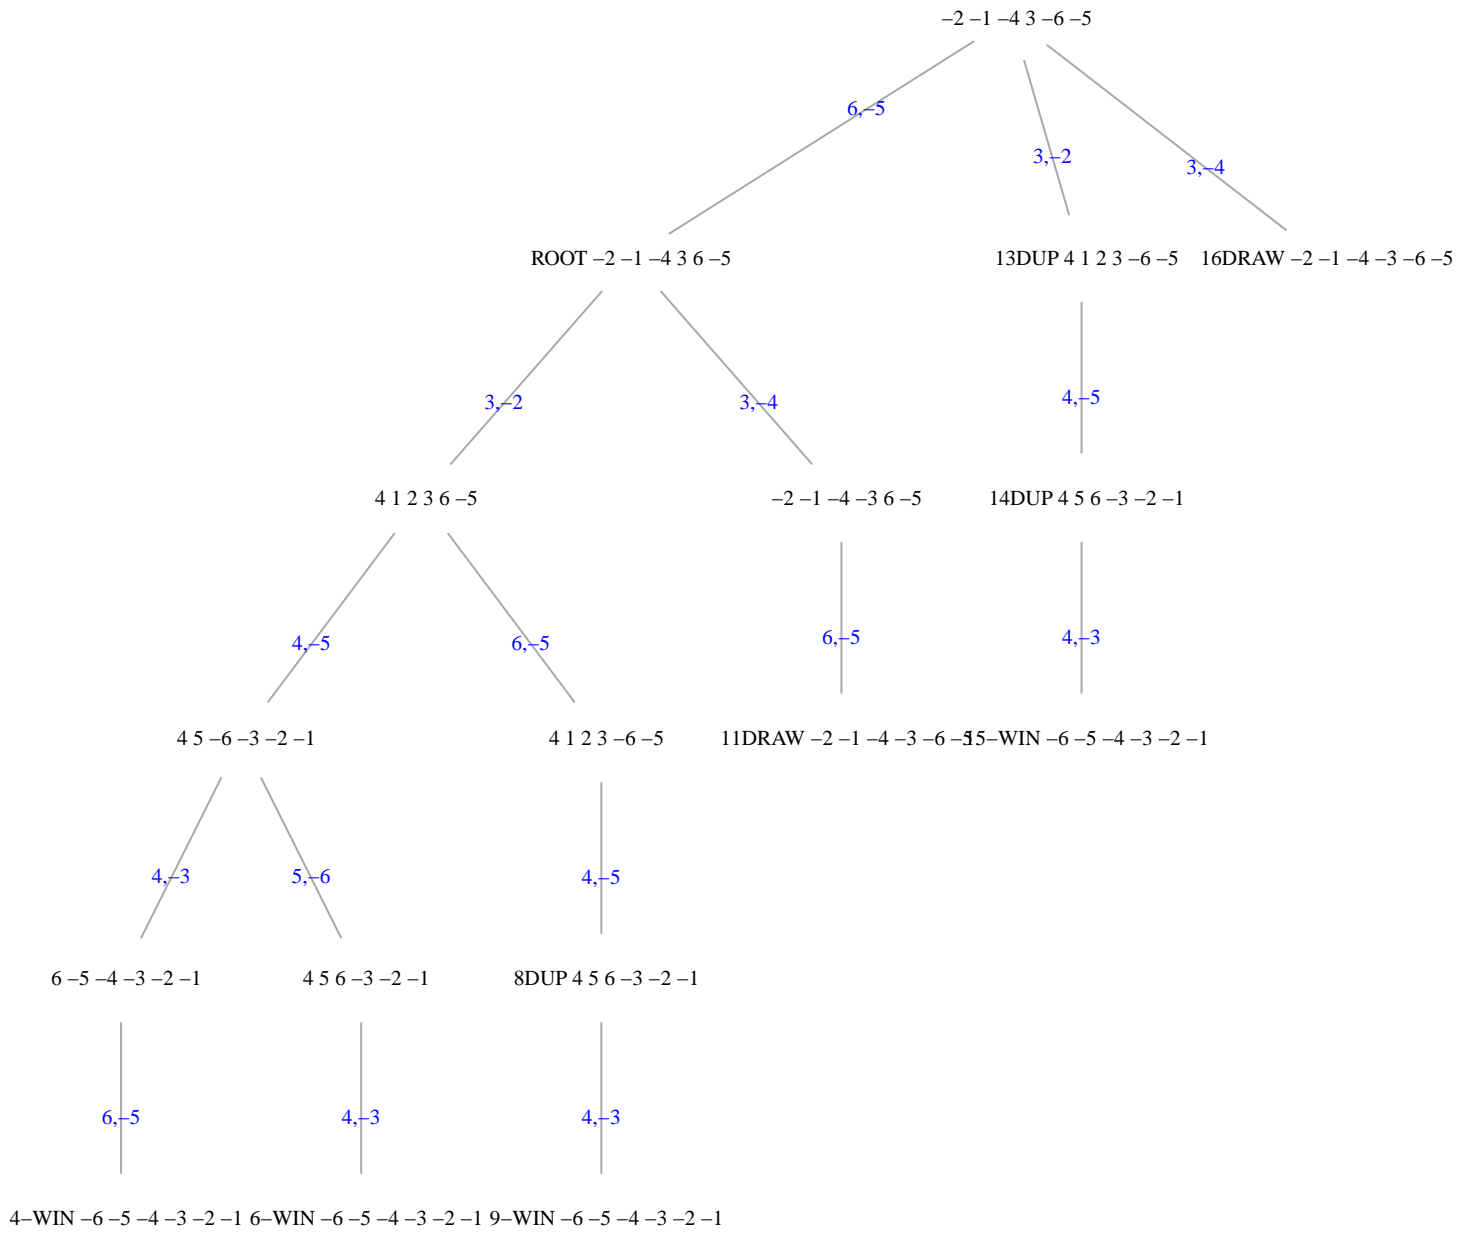 –2 –1 –4 3 –6 –5
6,–5
3,–2
3,–4
ROOT –2 –1 –4 3 6 –5
13DUP 4 1 2 3 –6 –5
16DRAW –2 –1 –4 –3 –6 –5
3,–2
3,–4
4,–5
4 1 2 3 6 –5
–2 –1 –4 –3 6 –5
14DUP 4 5 6 –3 –2 –1
4,–5
6,–5
6,–5
4,–3
4 5 –6 –3 –2 –1
4 1 2 3 –6 –5
11DRAW –2 –1 –4 –3 –6 –5
15–WIN –6 –5 –4 –3 –2 –1
4,–3
5,–6
4,–5
6 –5 –4 –3 –2 –1
4 5 6 –3 –2 –1
8DUP 4 5 6 –3 –2 –1
6,–5
4,–3
4,–3
4–WIN –6 –5 –4 –3 –2 –1
6–WIN –6 –5 –4 –3 –2 –1
9–WIN –6 –5 –4 –3 –2 –1